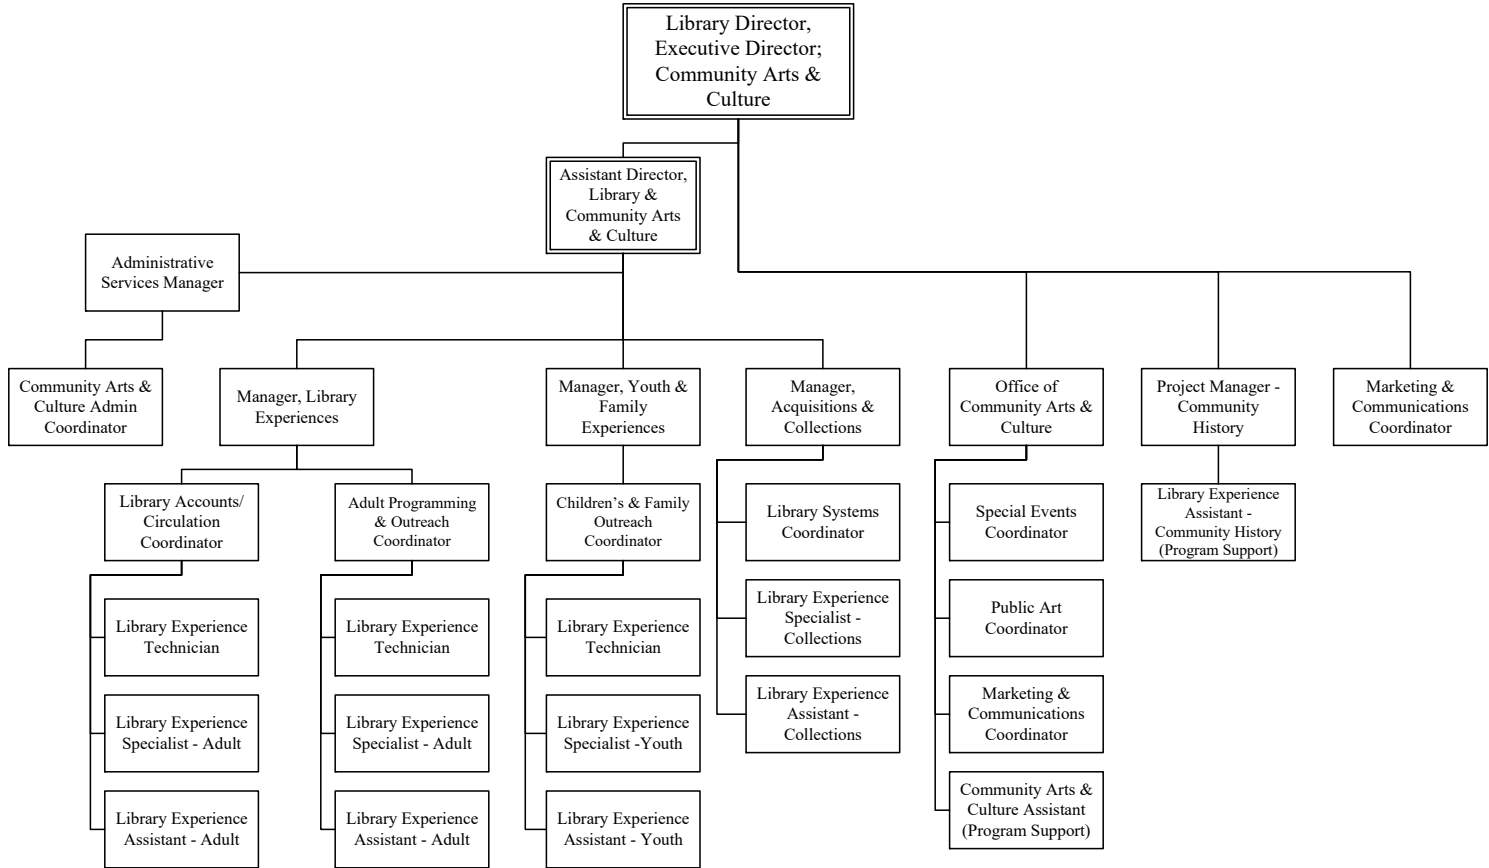 Library Director,
Executive Director;
Community Arts &
Culture
Assistant Director,
Library &
Community Arts
& Culture
Administrative
Services Manager
Community Arts &
Culture Admin
Coordinator
Manager, Library
Experiences
Manager, Youth &
Family
Experiences
Manager,
Acquisitions &
Collections
Office of
Community Arts &
Culture
Project Manager -
Community
History
Marketing &
Communications
Coordinator
Library Accounts/
Circulation
Coordinator
Adult Programming
& Outreach
Coordinator
Children’s & Family
Outreach
Coordinator
Library Systems
Coordinator
Special Events
Coordinator
Library Experience
Assistant -
Community History
(Program Support)
Library Experience
Technician
Library Experience
Technician
Library Experience
Technician
Library Experience
Specialist -
Collections
Public Art
Coordinator
Library Experience
Specialist - Adult
Library Experience
Specialist - Adult
Library Experience
Specialist -Youth
Library Experience
Assistant -
Collections
Marketing &
Communications
Coordinator
Library Experience
Assistant - Adult
Library Experience
Assistant - Adult
Library Experience
Assistant - Youth
Community Arts &
Culture Assistant
(Program Support)